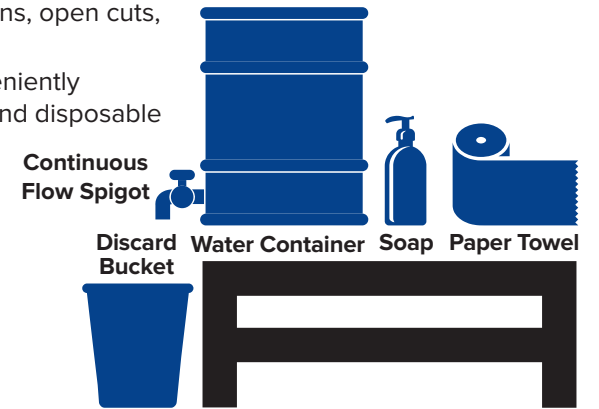 ns, open cuts,
eniently
nd disposable
Continuous
Flow Spigot
Discard
Bucket
Water Container
Soap
Paper Towel